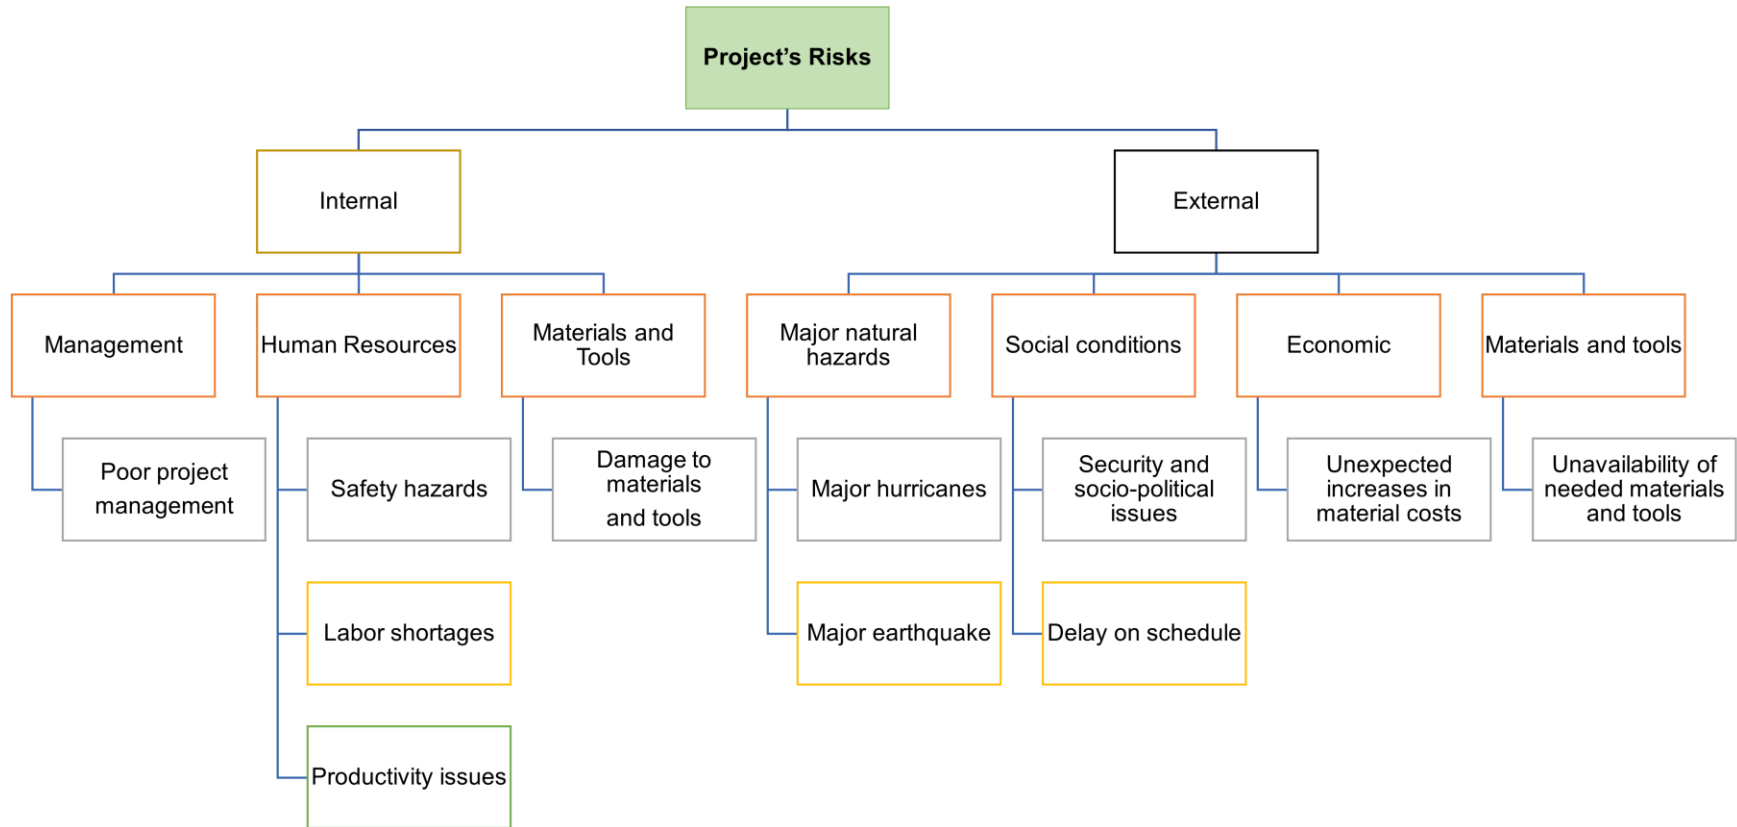 Project’s Risks
Internal
External
Management
Human Resources
Materials and
Tools
Major natural
hazards
Social conditions
Economic
Materials and tools
Poor project
management
Safety hazards
Damage to
materials
and tools
Major hurricanes
Security and
socio-political
issues
Unexpected
increases in
material costs
Unavailability of
needed materials
and tools
Labor shortages
Major earthquake
Delay on schedule
Productivity issues